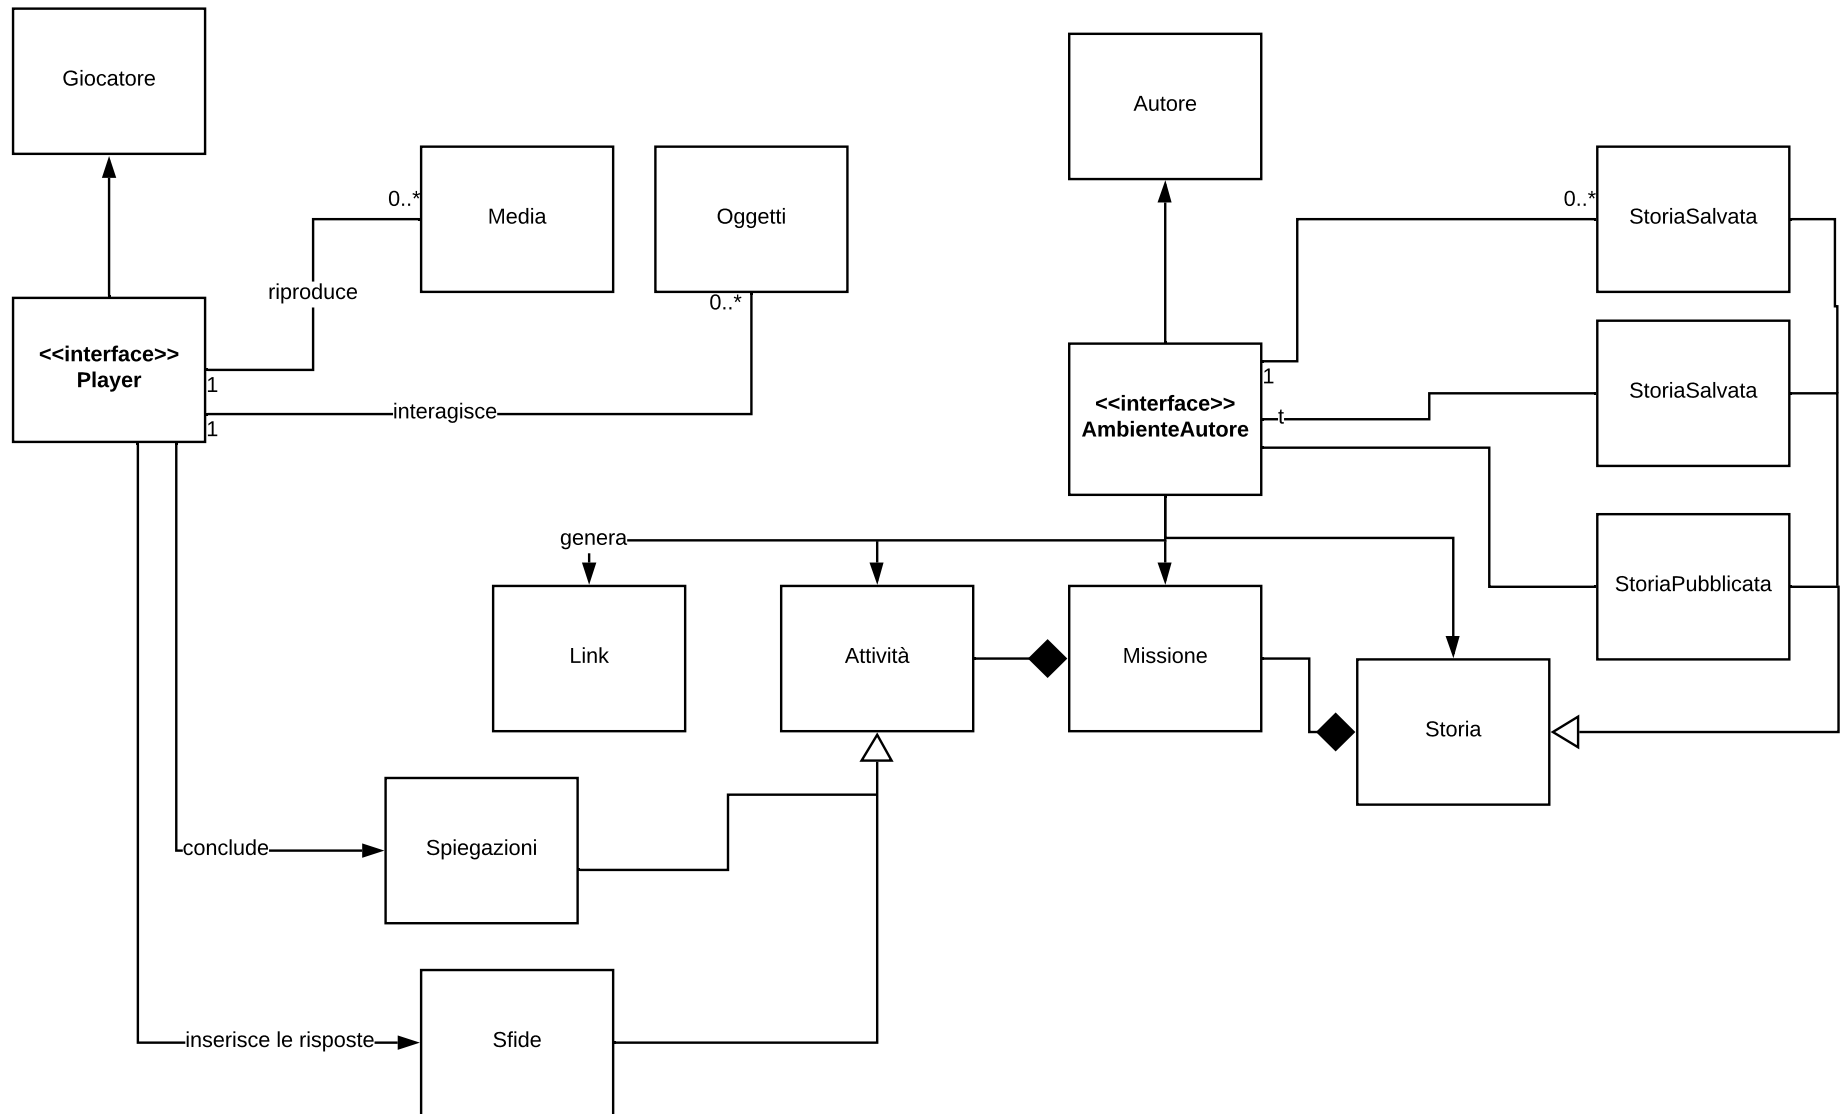 Giocatore
Autore
0..*
Media
Oggetti
0..*
StoriaSalvata
riproduce
0..*
<<interface>>
Player
1
interagisce
1
<<interface>>
AmbienteAutore
1
t
StoriaSalvata
genera
StoriaPubblicata
Link
Attività
Missione
Storia
conclude
Spiegazioni
inserisce le risposte
Sfide